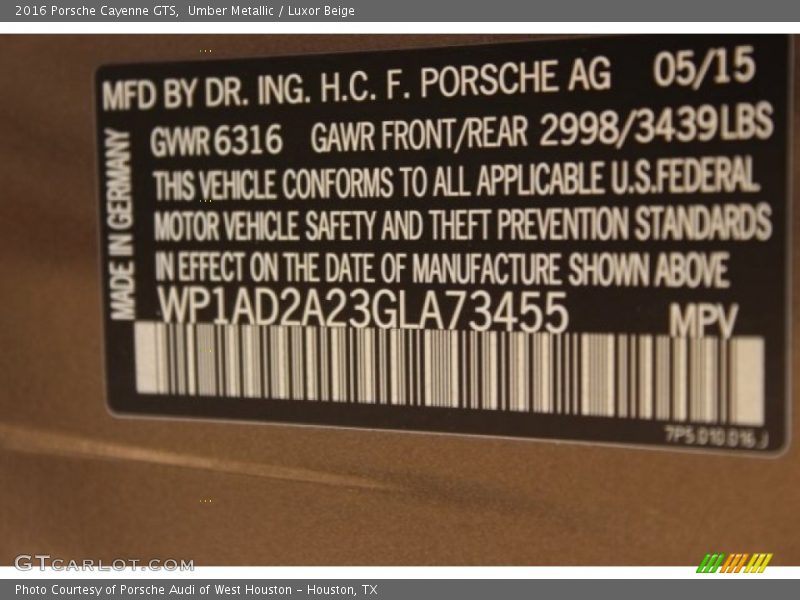 2016 Porsche Cayenne GTS, Umber Metallic / Luxor Beige
MFD BY DR. ING. H.C. F. PORSCHE AG 05/15
GVWR 6316 GAWR FRONT/REAR 2998/3439 LBS
THIS VEHICLE CONFORMS TO ALL APPLICABLE U.S.FEDERAL
MOTOR VEHICLE SAFETY AND THEFT PREVENTION STANDARDS
IN EFFECT ON THE DATE OF MANUFACTURE SHOWN ABOVE
WP1AD2A23GLA73455 MPV
MADE IN GERMANY
7P5.010.016 J
GTcarlot.com
Photo Courtesy of Porsche Audi of West Houston - Houston, TX